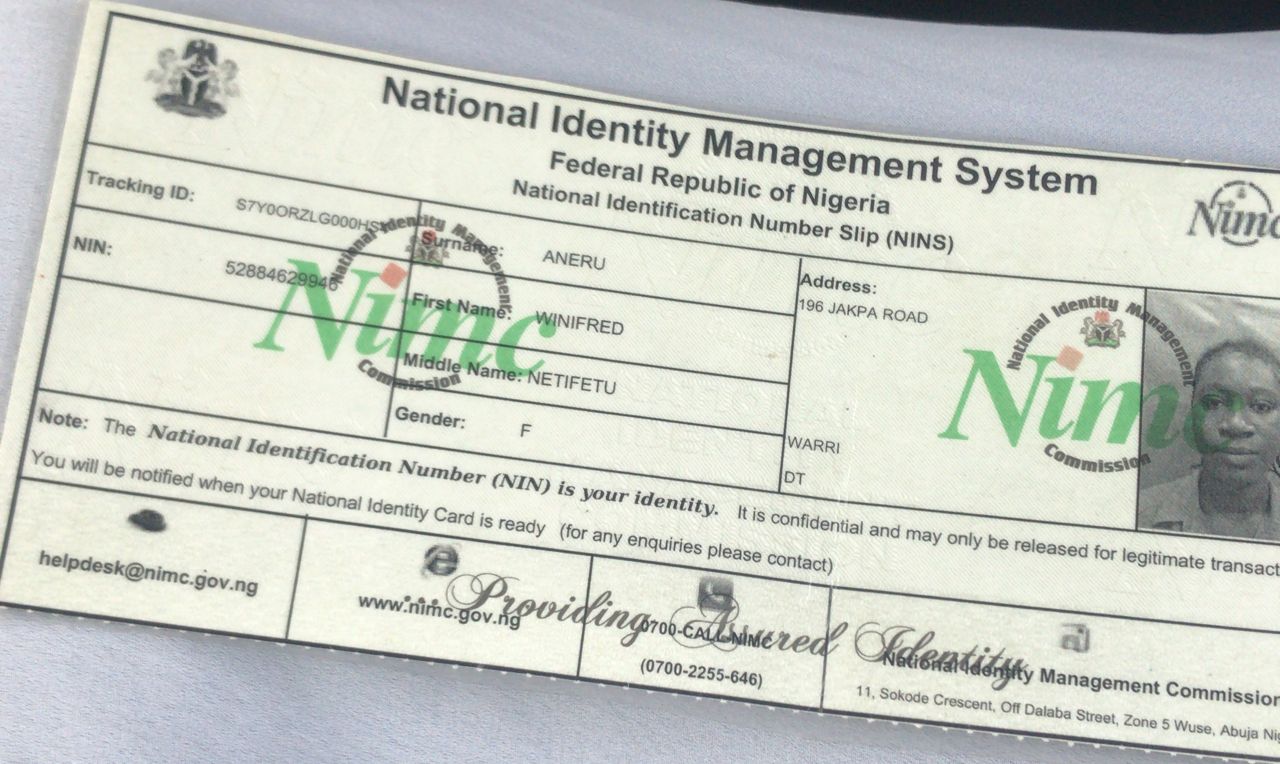 National Identity Management System
Federal Republic of Nigeria
National Identification Number Slip (NINS)
Nimc
Tracking ID:
NIN: 52884629946
Surname: ANERU
First Name: WINIFRED
Middle Name: NETIFETU
Gender: F
Address:
196 JAKPA ROAD
WARRI
DT
National Identity Management Commission
Nimc
National Identity Management Commission
Nimc
Note: The National Identification Number (NIN) is your identity. It is confidential and may only be released for legitimate
You will be notified when your National Identity Card is ready (for any enquiries please contact)
helpdesk@nimc.gov.ng
www.nimc.gov.ng
0700-CALL-NIMC
(0700-2255-646)
National Identity Management Commission
11, Sokode Crescent, Off Dalaba Street, Zone 5 Wuse, Abuja
Providing Assured Identity